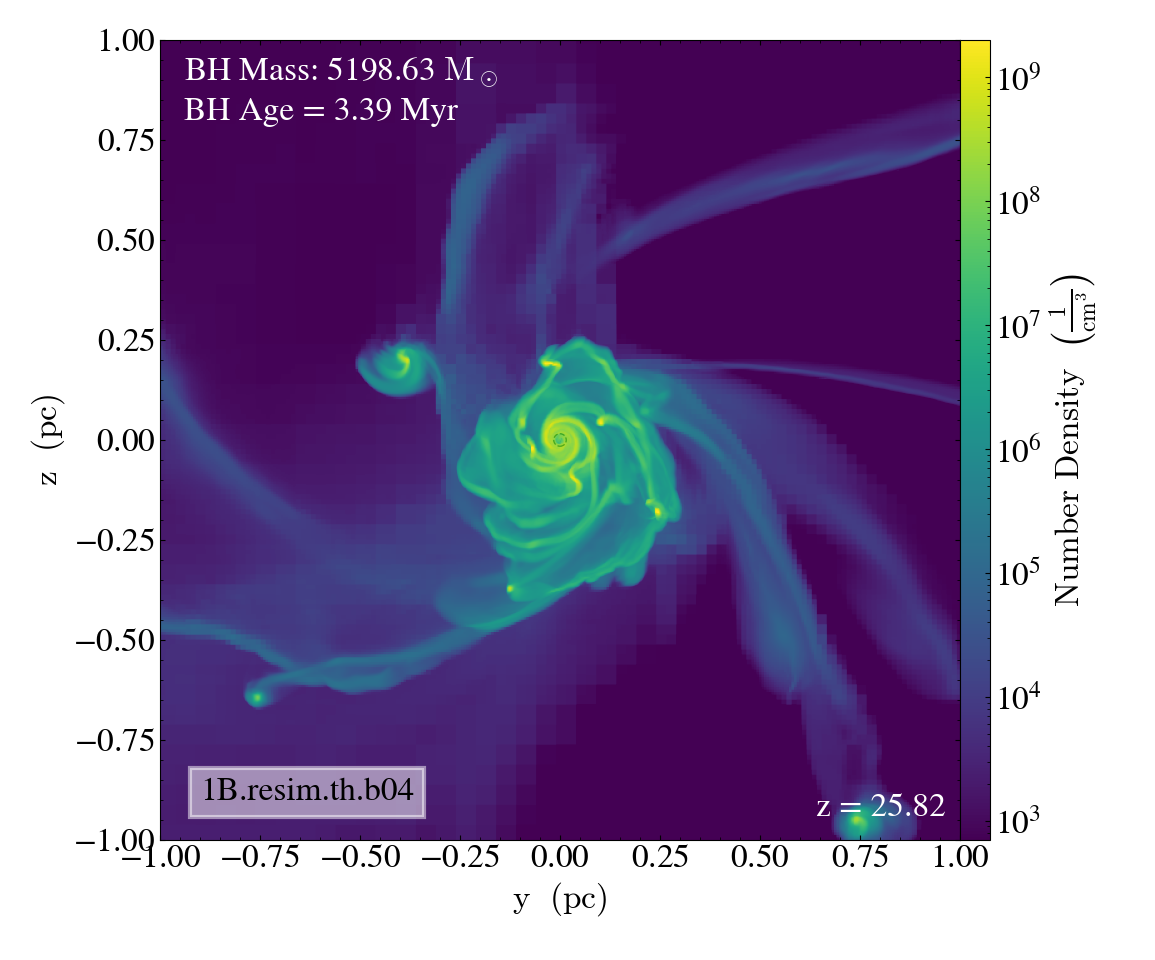 1.00
0.75
0.50
0.25
0.00
−0.25
−0.50
−0.75
−1.00
z (pc)
BH Mass: 5198.63 M☉
BH Age = 3.39 Myr
1B.resim.th.b04
z = 25.82
−1.00 −0.75 −0.50 −0.25 0.00 0.25 0.50 0.75 1.00
y (pc)
10⁹
10⁸
10⁷
10⁶
10⁵
10⁴
10³
Number Density (1/cm³)